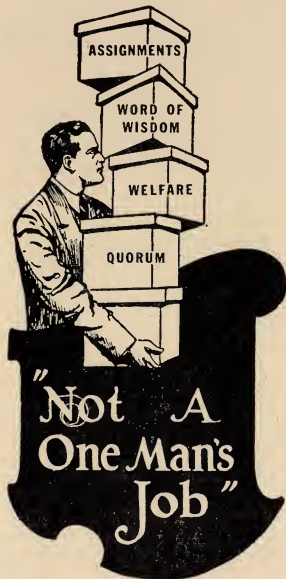 ASSIGNMENTS
WORD OF
WISDOM
WELFARE
QUORUM
"Not A
One Man's
Job"